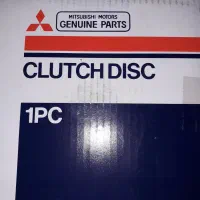 MITSUBISHI MOTORS
GENUINE PARTS
CLUTCH DISC
1PC